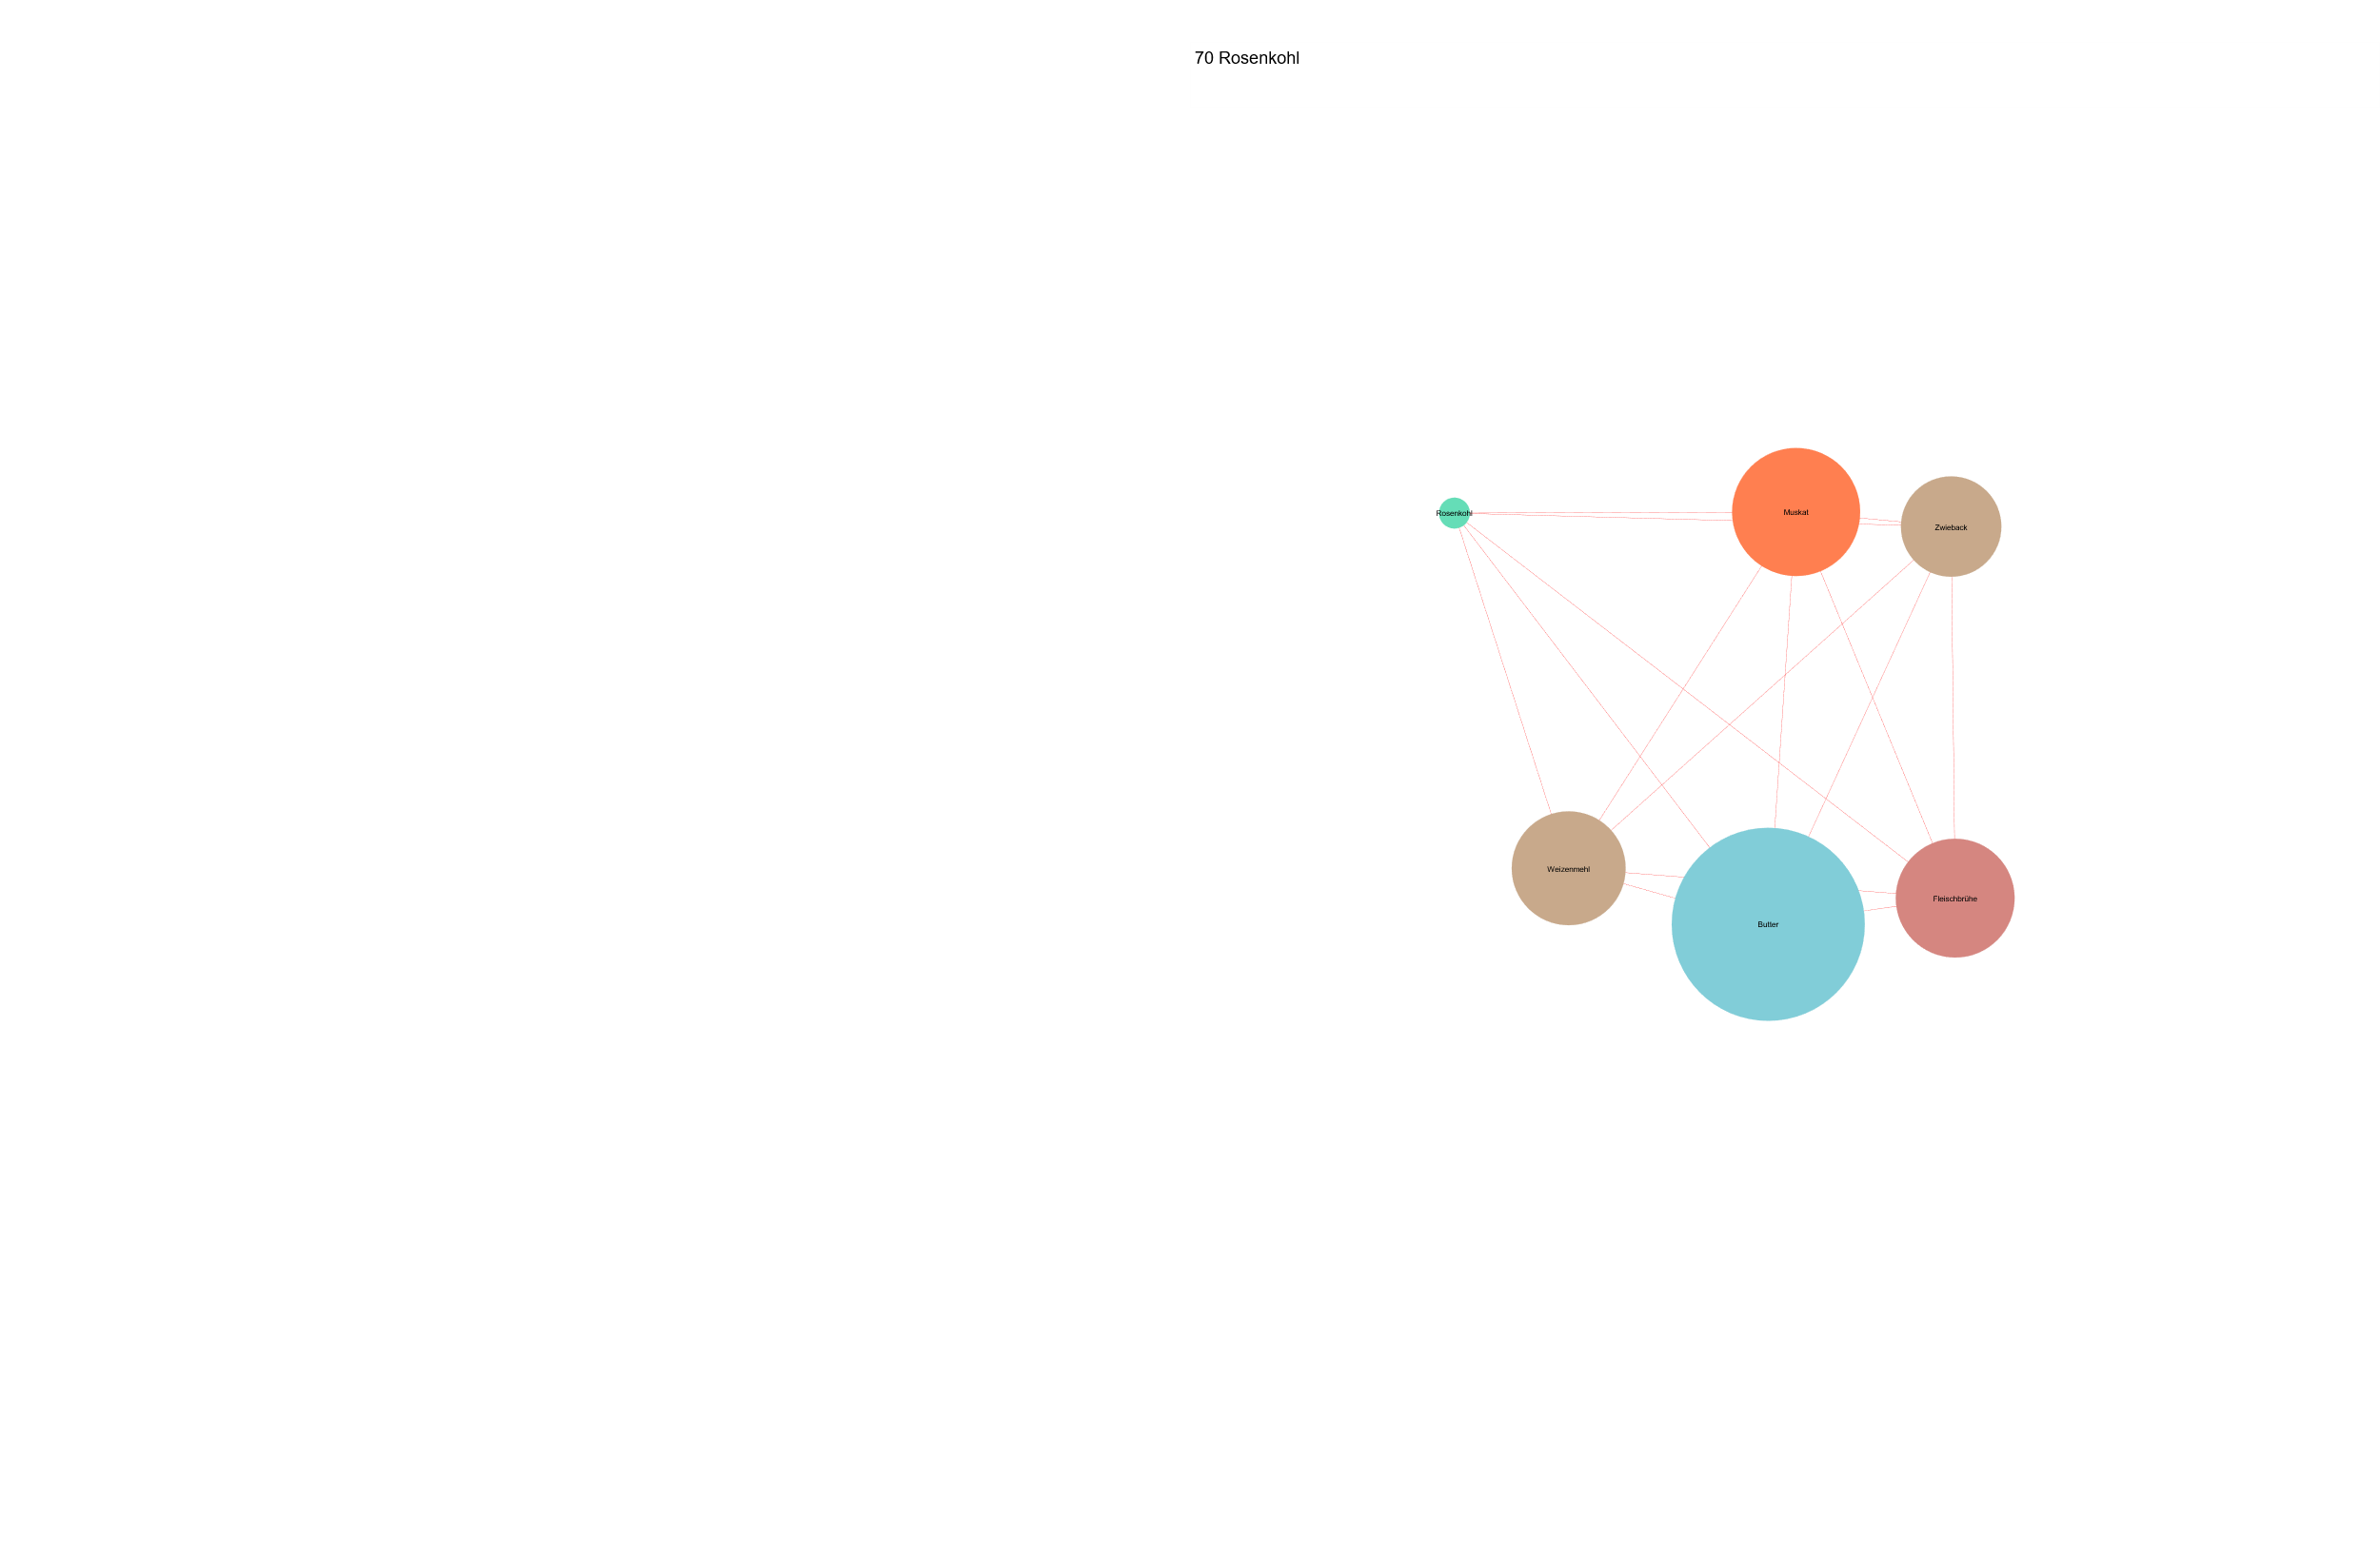 70 Rosenkohl
Rosenkohl
Muskat
Zwieback
Weizenmehl
Butter
Fleischbrühe